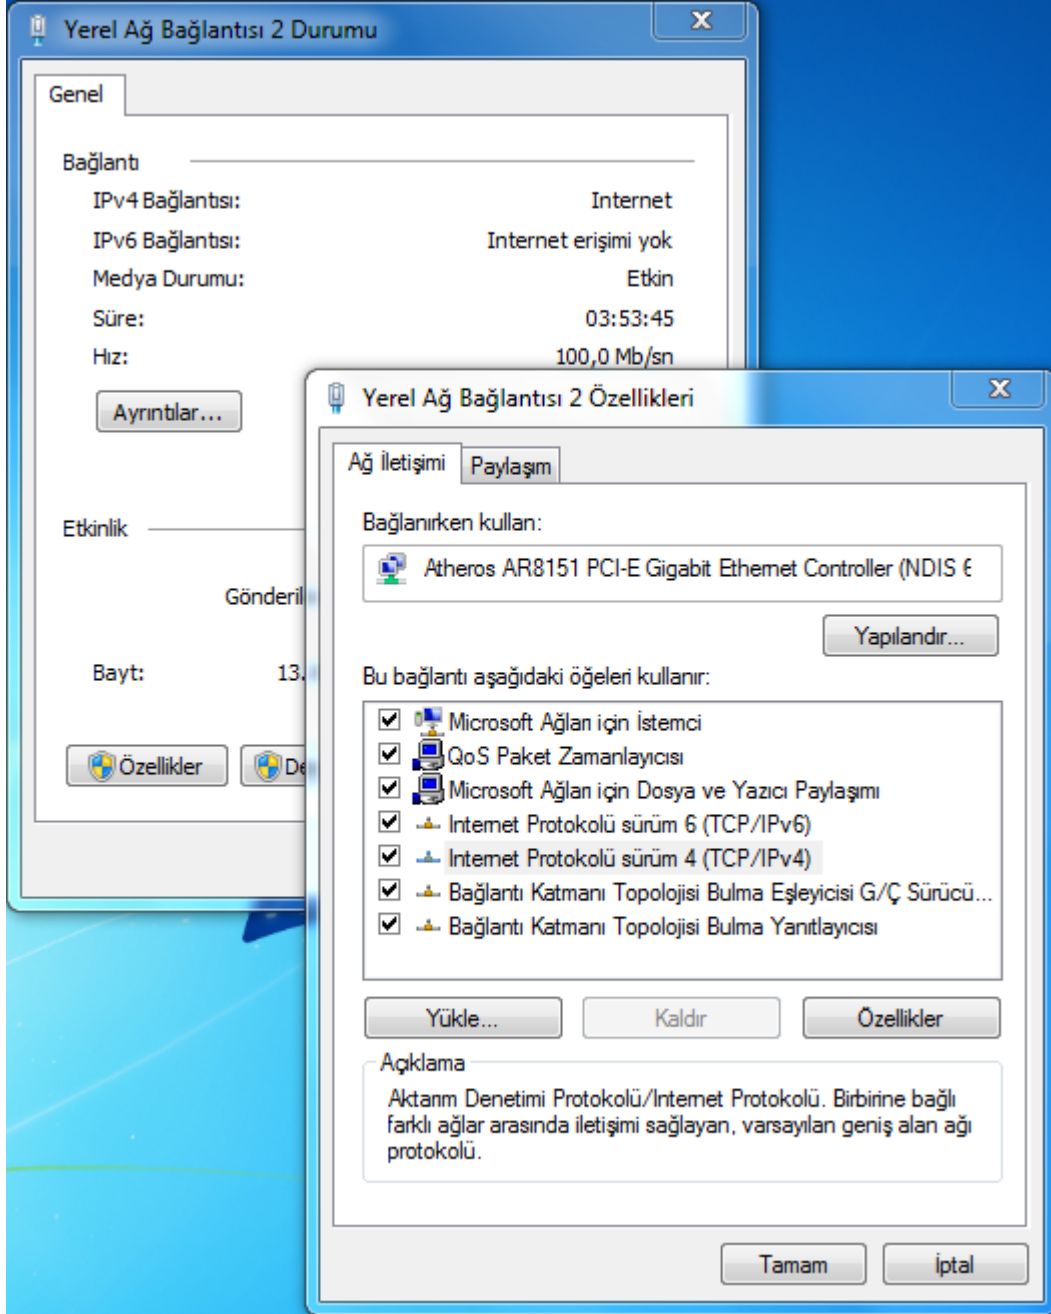 Yerel Ağ Bağlantısı 2 Durumu
Genel
Bağlantı
IPv4 Bağlantısı: Internet
IPv6 Bağlantısı: Internet erişimi yok
Medya Durumu: Etkin
Süre: 03:53:45
Hız: 100,0 Mb/sn
Ayrıntılar...
Etkinlik
Bayt: 13.
Özellikler
Yerel Ağ Bağlantısı 2 Özellikleri
Ağ İletişimi Paylaşım
Bağlanırken kullan:
Atheros AR8151 PCI-E Gigabit Ethernet Controller (NDIS 6
Yapılandır...
Bu bağlantı aşağıdaki öğeleri kullanır:
Microsoft Ağları için İstemci
QoS Paket Zamanlayıcısı
Microsoft Ağları için Dosya ve Yazıcı Paylaşımı
Internet Protokolü sürüm 6 (TCP/IPv6)
Internet Protokolü sürüm 4 (TCP/IPv4)
Bağlantı Katmanı Topolojisi Bulma Eşleyicisi G/Ç Sürücü...
Bağlantı Katmanı Topolojisi Bulma Yanıtlayıcısı
Yükle... Kaldır Özellikler
Açıklama
Aktarım Denetimi Protokolü/Internet Protokolü. Birbirine bağlı
farklı ağlar arasında iletişimi sağlayan, varsayılan geniş alan ağı
protokolü.
Tamam İptal